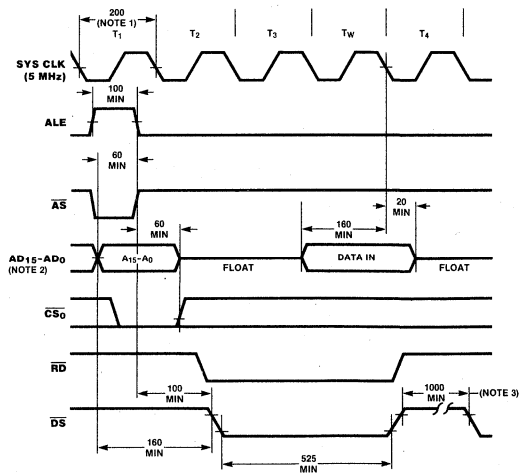 200
(NOTE 1)
T1 T2 T3 TW T4
SYS CLK
(5 MHz)
100
MIN
ALE
60
MIN
AS
60
MIN
160
MIN
20
MIN
AD15-AD0
(NOTE 2)
A15-A0
DATA IN
FLOAT
FLOAT
CS0
RD
100
MIN
1000
MIN
(NOTE 3)
DS
160
MIN
525
MIN